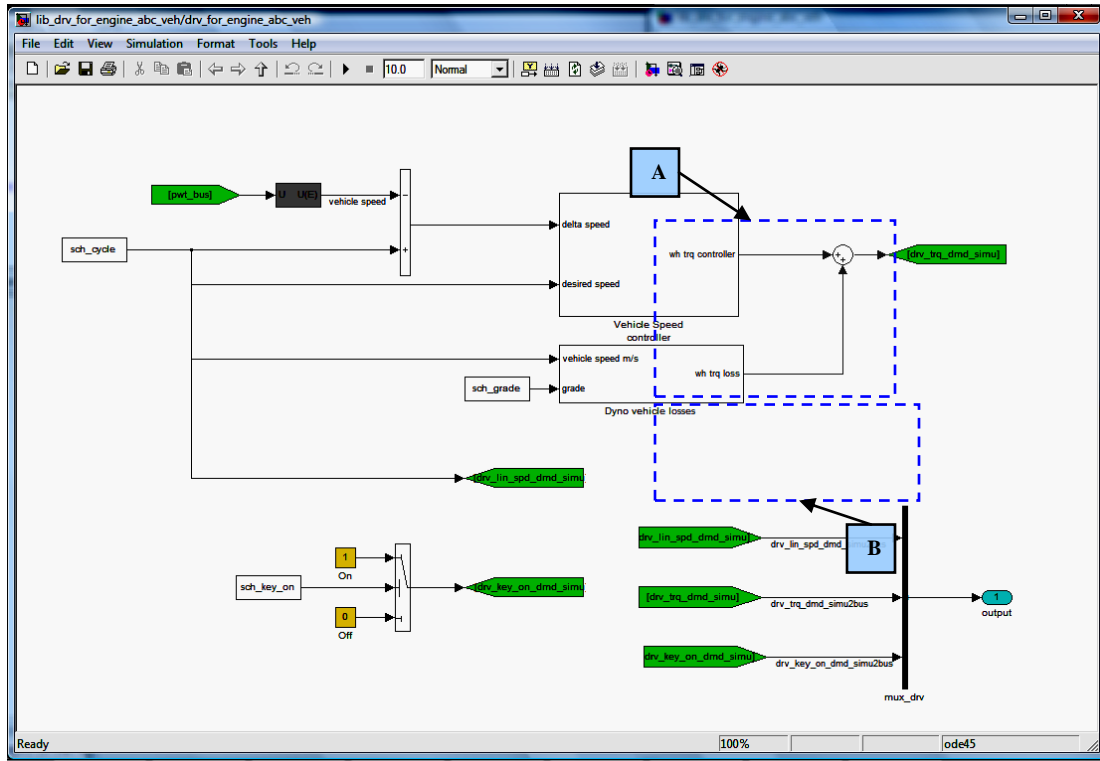 lib_drv_for_engine_abc_veh/drv_for_engine_abc_veh
File Edit View Simulation Format Tools Help
10.0 Normal
A
[pwt_bus]
U U(E)
vehicle speed
−
+
sch_cycle
delta speed
desired speed
wh trq controller
Vehicle Speed
controller
+
+
[drv_trq_dmd_simu]
vehicle speed m/s
grade
wh trq loss
sch_grade
Dyno vehicle losses
[drv_lin_spd_dmd_simu
B
drv_lin_spd_dmd_simu]
drv_lin_spd_dmd_
1
On
sch_key_on
0
Off
[drv_key_on_dmd_simu
[drv_trq_dmd_simu]
drv_trq_dmd_simu2bus
1
output
drv_key_on_dmd_simu]
drv_key_on_dmd_simu2bus
mux_drv
Ready 100% ode45